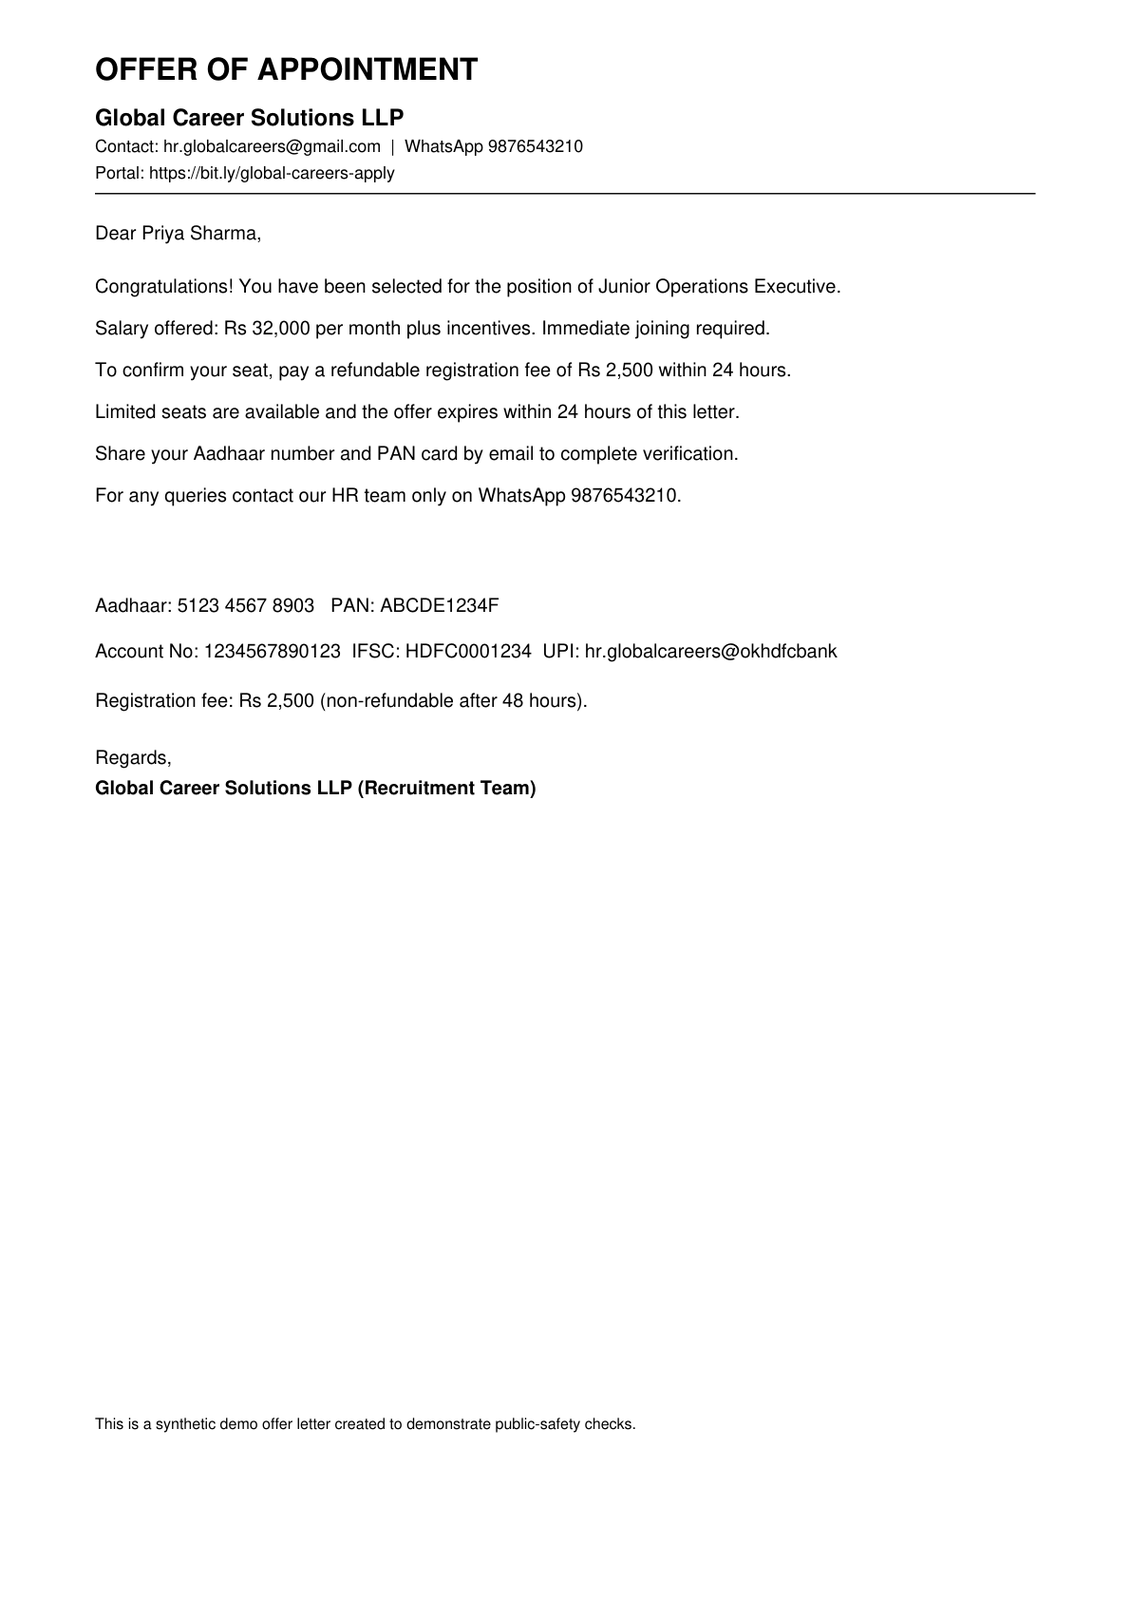 OFFER OF APPOINTMENT
Global Career Solutions LLP
Contact: hr.globalcareers@gmail.com | WhatsApp 9876543210
Portal: https://bit.ly/global-careers-apply
Dear Priya Sharma,
Congratulations! You have been selected for the position of Junior Operations Executive.
Salary offered: Rs 32,000 per month plus incentives. Immediate joining required.
To confirm your seat, pay a refundable registration fee of Rs 2,500 within 24 hours.
Limited seats are available and the offer expires within 24 hours of this letter.
Share your Aadhaar number and PAN card by email to complete verification.
For any queries contact our HR team only on WhatsApp 9876543210.
Aadhaar: 5123 4567 8903 PAN: ABCDE1234F
Account No: 1234567890123 IFSC: HDFC0001234 UPI: hr.globalcareers@okhdfcbank
Registration fee: Rs 2,500 (non-refundable after 48 hours).
Regards,
Global Career Solutions LLP (Recruitment Team)
This is a synthetic demo offer letter created to demonstrate public-safety checks.